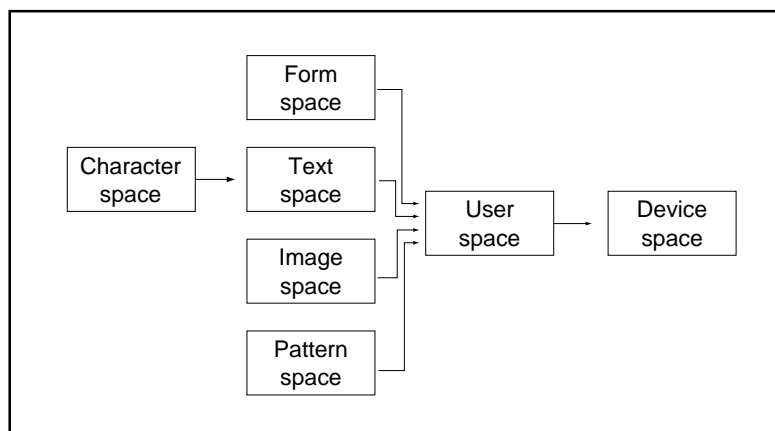 Form
space
Character
space
Text
space
User
space
Device
space
Image
space
Pattern
space